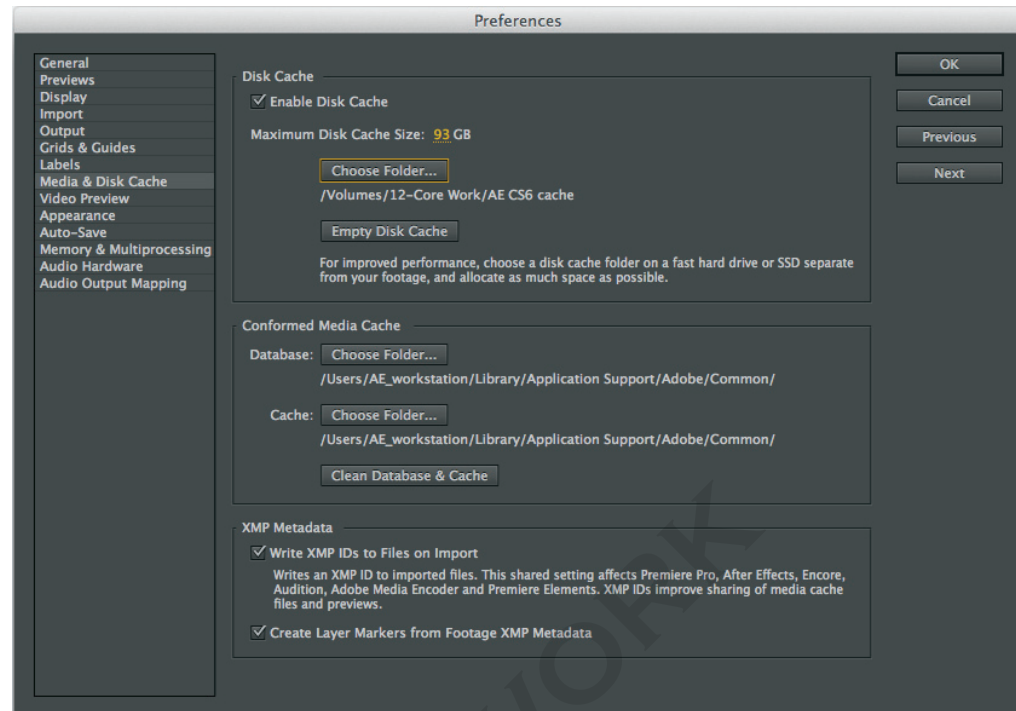 Preferences
General
Previews
Display
Import
Output
Grids & Guides
Labels
Media & Disk Cache
Video Preview
Appearance
Auto-Save
Memory & Multiprocessing
Audio Hardware
Audio Output Mapping
Disk Cache
Enable Disk Cache
Maximum Disk Cache Size: 93 GB
Choose Folder...
/Volumes/12-Core Work/AE CS6 cache
Empty Disk Cache
For improved performance, choose a disk cache folder on a fast hard drive or SSD separate
from your footage, and allocate as much space as possible.
Conformed Media Cache
Database: Choose Folder...
/Users/AE_workstation/Library/Application Support/Adobe/Common/
Cache: Choose Folder...
/Users/AE_workstation/Library/Application Support/Adobe/Common/
Clean Database & Cache
XMP Metadata
Write XMP IDs to Files on Import
Writes an XMP ID to imported files. This shared setting affects Premiere Pro, After Effects, Encore,
Audition, Adobe Media Encoder and Premiere Elements. XMP IDs improve sharing of media cache
files and previews.
Create Layer Markers from Footage XMP Metadata
OK
Cancel
Previous
Next
WORK